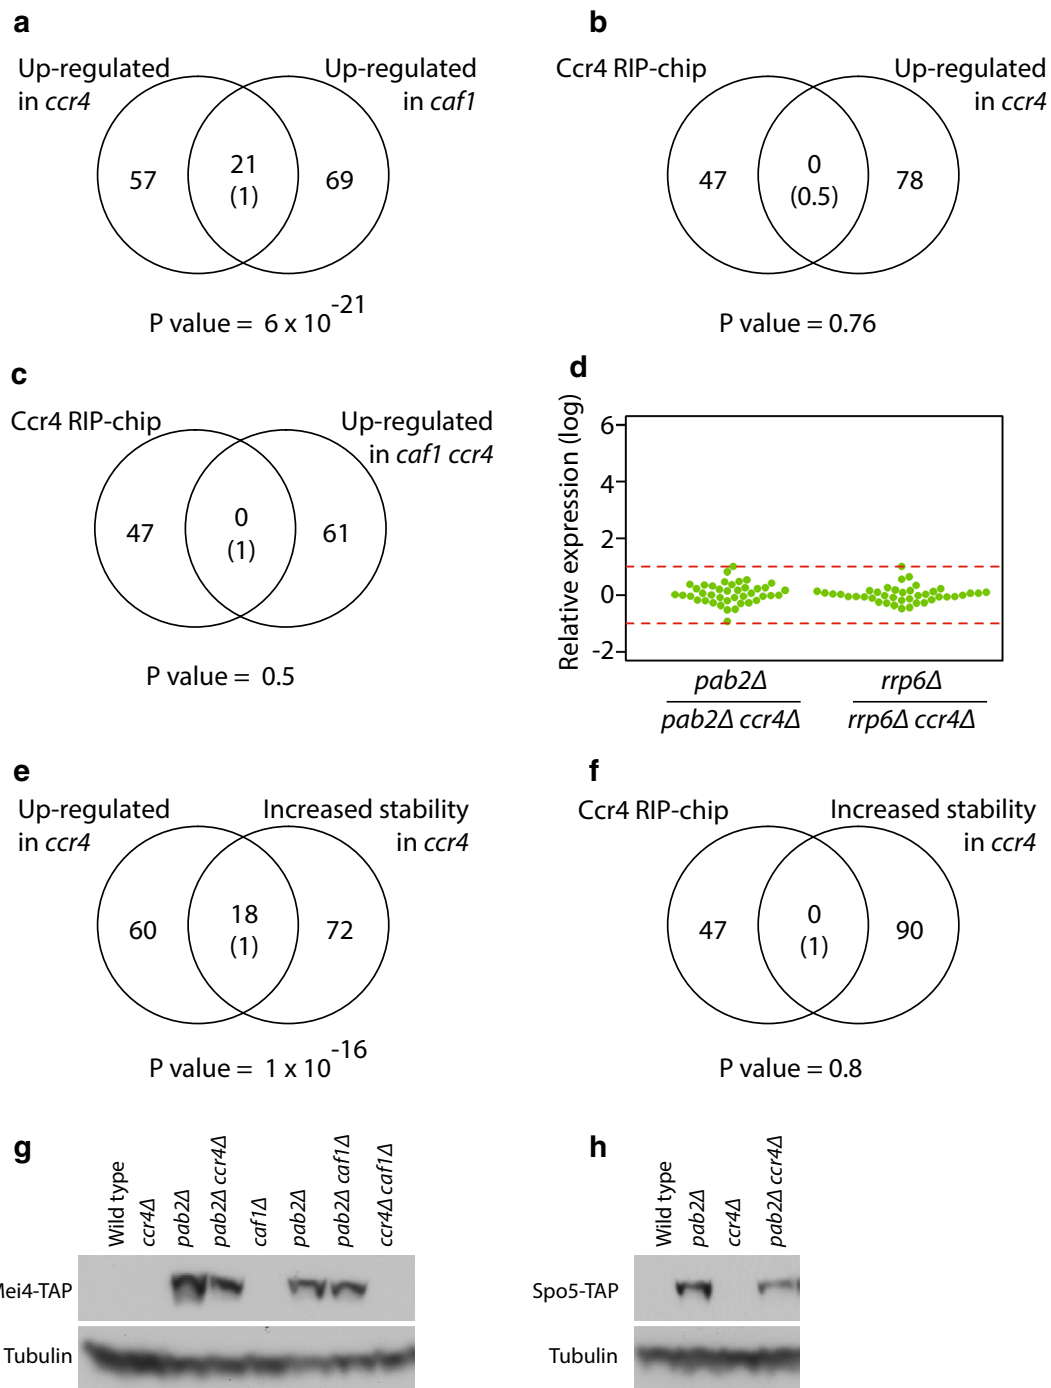 a
Up-regulated
in ccr4
Up-regulated
in caf1
57
21
(1)
69
P value = 6 x 10-21
b
Ccr4 RIP-chip
Up-regulated
in ccr4
47
0
(0.5)
78
P value = 0.76
c
Ccr4 RIP-chip
Up-regulated
in caf1 ccr4
47
0
(1)
61
P value = 0.5
d
Relative expression (log)
6
4
2
0
-2
pab2Δ
pab2Δ ccr4Δ
rrp6Δ
rrp6Δ ccr4Δ
e
Up-regulated
in ccr4
Increased stability
in ccr4
60
18
(1)
72
P value = 1 x 10-16
f
Ccr4 RIP-chip
Increased stability
in ccr4
47
0
(1)
90
P value = 0.8
g
Wild type
ccr4Δ
pab2Δ
pab2Δ ccr4Δ
caf1Δ
pab2Δ
pab2Δ caf1Δ
ccr4Δ caf1Δ
Mei4-TAP
Tubulin
h
Wild type
pab2Δ
ccr4Δ
pab2Δ ccr4Δ
Spo5-TAP
Tubulin